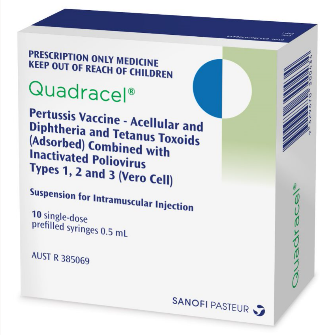 PRESCRIPTION ONLY MEDICINE
KEEP OUT OF REACH OF CHILDREN
Quadracel®
Pertussis Vaccine - Acellular and
Diphtheria and Tetanus Toxoids
(Adsorbed) Combined with
Inactivated Poliovirus
Types 1, 2 and 3 (Vero Cell)
Suspension for Intramuscular Injection
10 single-dose
prefilled syringes 0.5 mL
AUST R 385069
SANOFI PASTEUR
Quadracel®